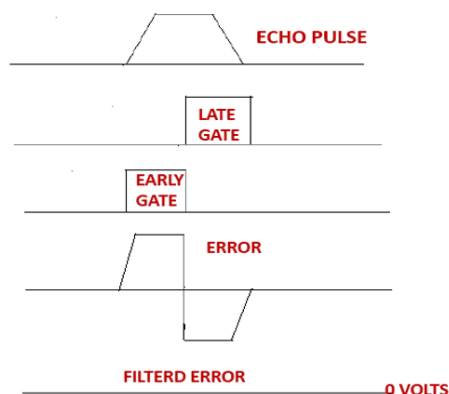 ECHO PULSE
LATE
GATE
EARLY
GATE
ERROR
FILTERD ERROR
0 VOLTS